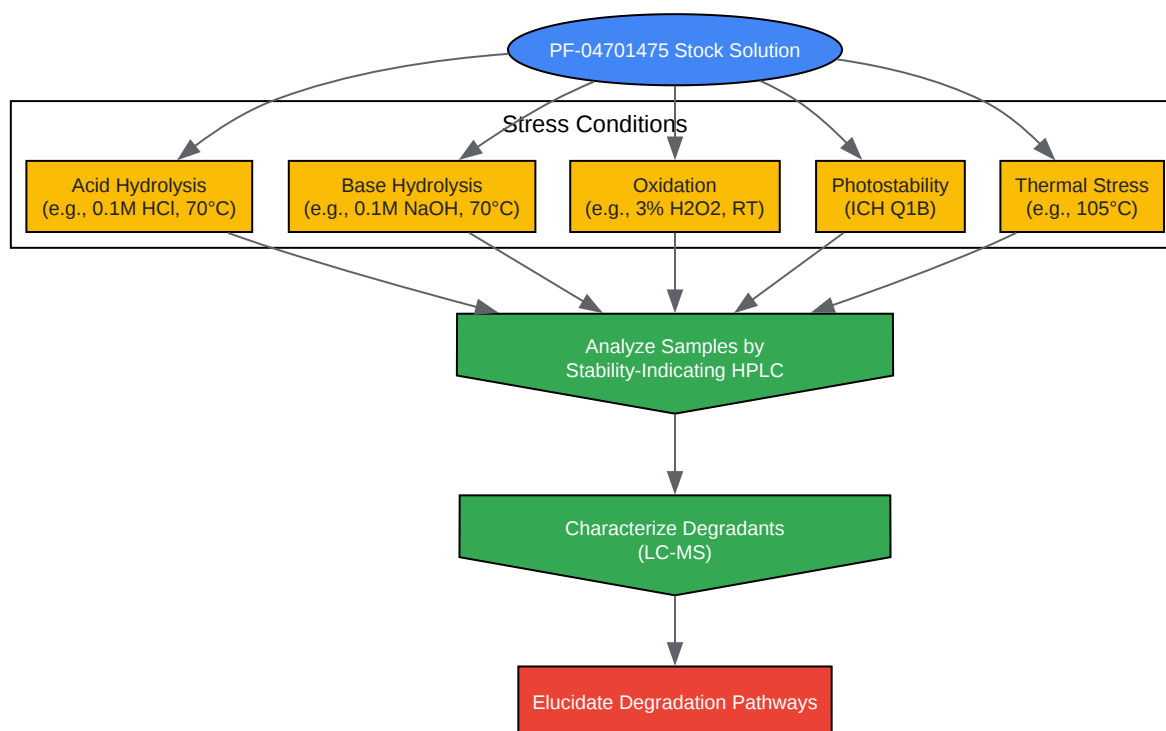 PF-04701475 Stock Solution
Stress Conditions
Acid Hydrolysis
(e.g., 0.1M HCl, 70°C)
Base Hydrolysis
(e.g., 0.1M NaOH, 70°C)
Oxidation
(e.g., 3% H2O2, RT)
Photostability
(ICH Q1B)
Thermal Stress
(e.g., 105°C)
Analyze Samples by
Stability-Indicating HPLC
Characterize Degradants
(LC-MS)
Elucidate Degradation Pathways